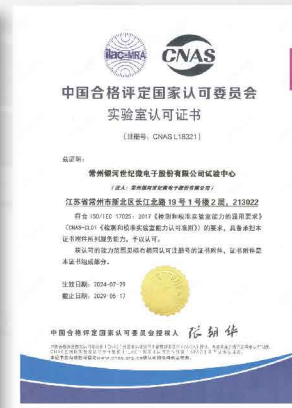 ilac-MRA
CNAS
中国合格评定国家认可委员会
实验室认可证书
(注册号: CNAS L18321)
兹证明:
常州银河世纪微电子股份有限公司试验中心
(法人: 常州银河世纪微电子股份有限公司)
江苏省常州市新北区长江北路 19 号 1 号楼 2 层, 213022
符合 ISO/IEC 17025: 2017《检测和校准实验室能力的通用要求》
(CNAS-CL01《检测和校准实验室能力认可准则》) 的要求, 具备承担本
证书附件所列服务能力, 予以认可。
获认可的能力范围见标有相同认可注册号的证书附件, 证书附件是
本证书组成部分。
生效日期: 2024-07-29
截止日期: 2029-05-17
中国合格评定国家认可委员会授权人